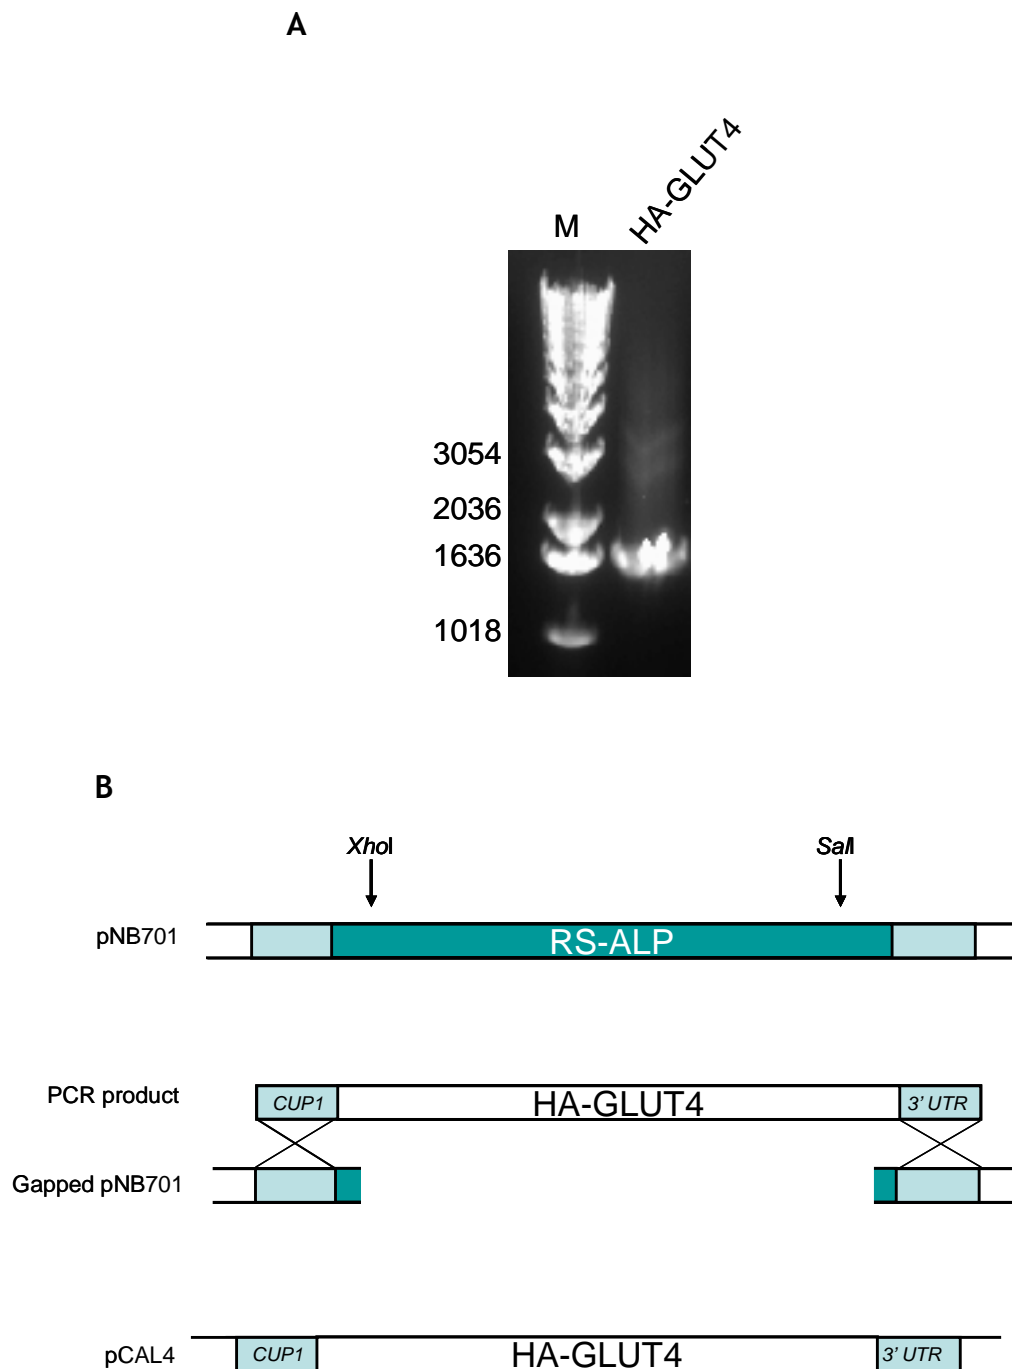 A
M
HA-GLUT4
3054
2036
1636
1018
B
XhoI
SalI
pNB701
RS-ALP
PCR product
CUP1
HA-GLUT4
3' UTR
Gapped pNB701
pCAL4
CUP1
HA-GLUT4
3' UTR